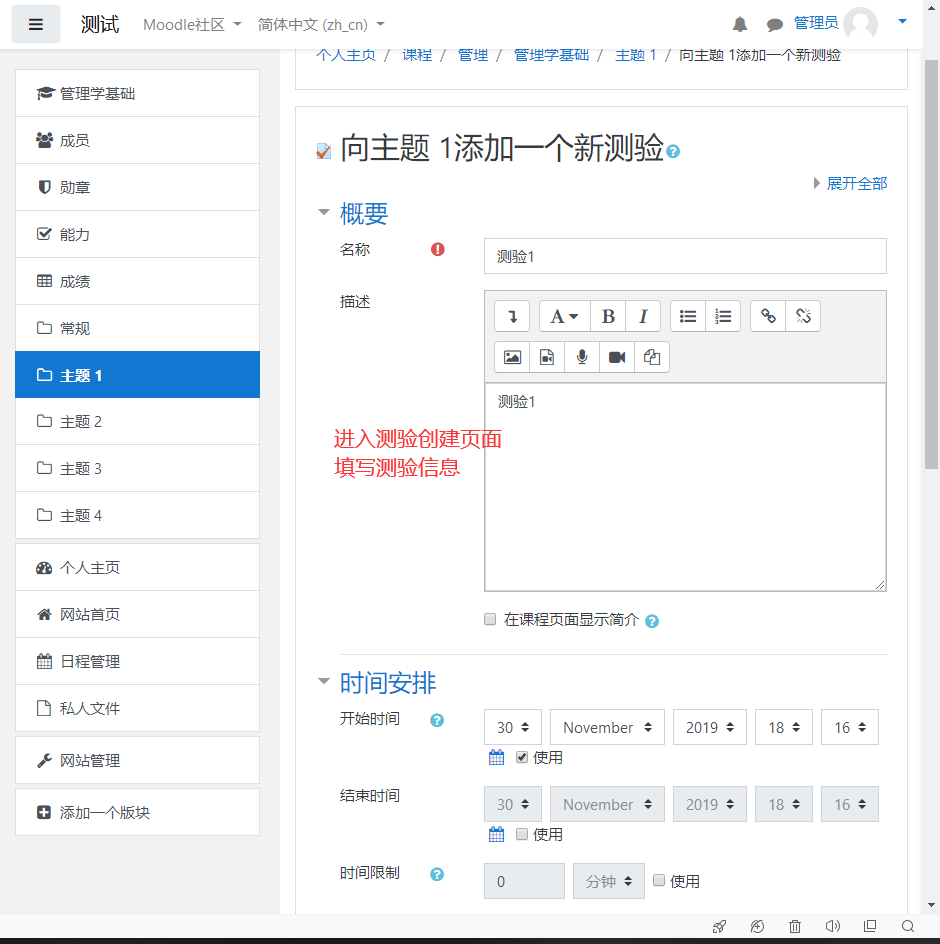 测试 Moodle社区 简体中文 (zh_cn) 管理员
个人主页 / 课程 / 管理 / 管理学基础 / 主题 1 / 向主题 1添加一个新测验
管理学基础
成员
勋章
能力
成绩
常规
主题 1
主题 2
主题 3
主题 4
个人主页
网站首页
日程管理
私人文件
网站管理
添加一个版块
向主题 1添加一个新测验
展开全部
概要
名称 测验1
描述
A B I
测验1
进入测验创建页面
填写测验信息
在课程页面显示简介
时间安排
开始时间 30 November 2019 18 16
使用
结束时间 30 November 2019 18 16
使用
时间限制 0 分钟 使用